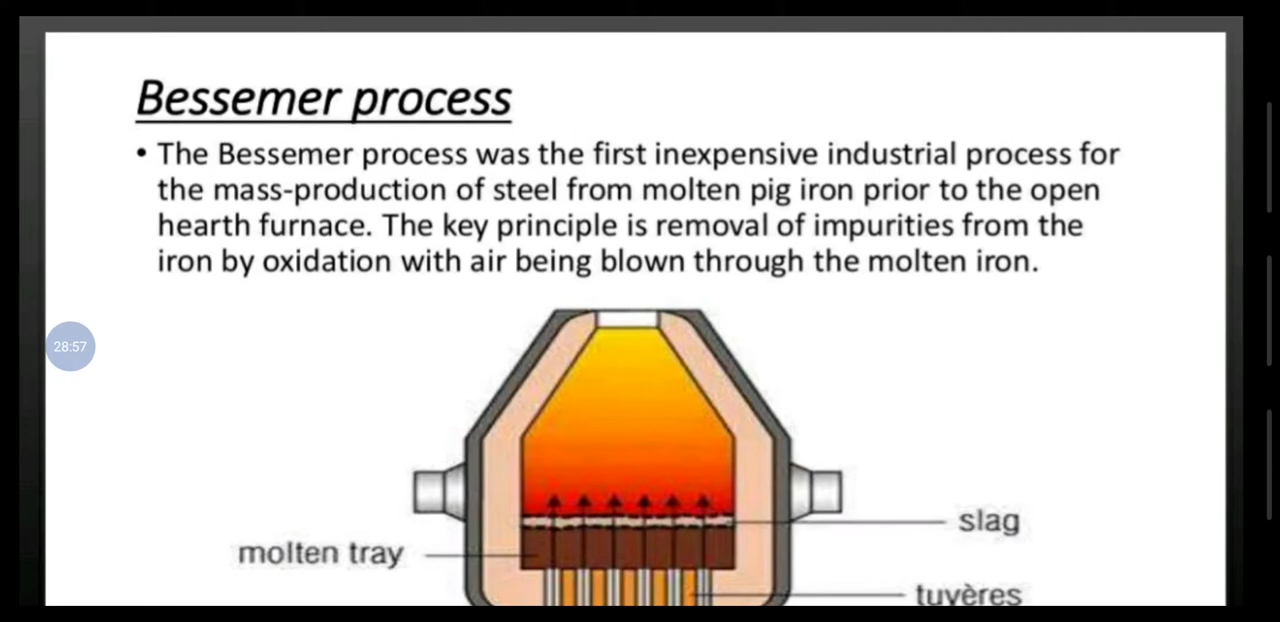 Bessemer process
• The Bessemer process was the first inexpensive industrial process for
the mass-production of steel from molten pig iron prior to the open
hearth furnace. The key principle is removal of impurities from the
iron by oxidation with air being blown through the molten iron.
28:57
slag
molten tray
tuyères